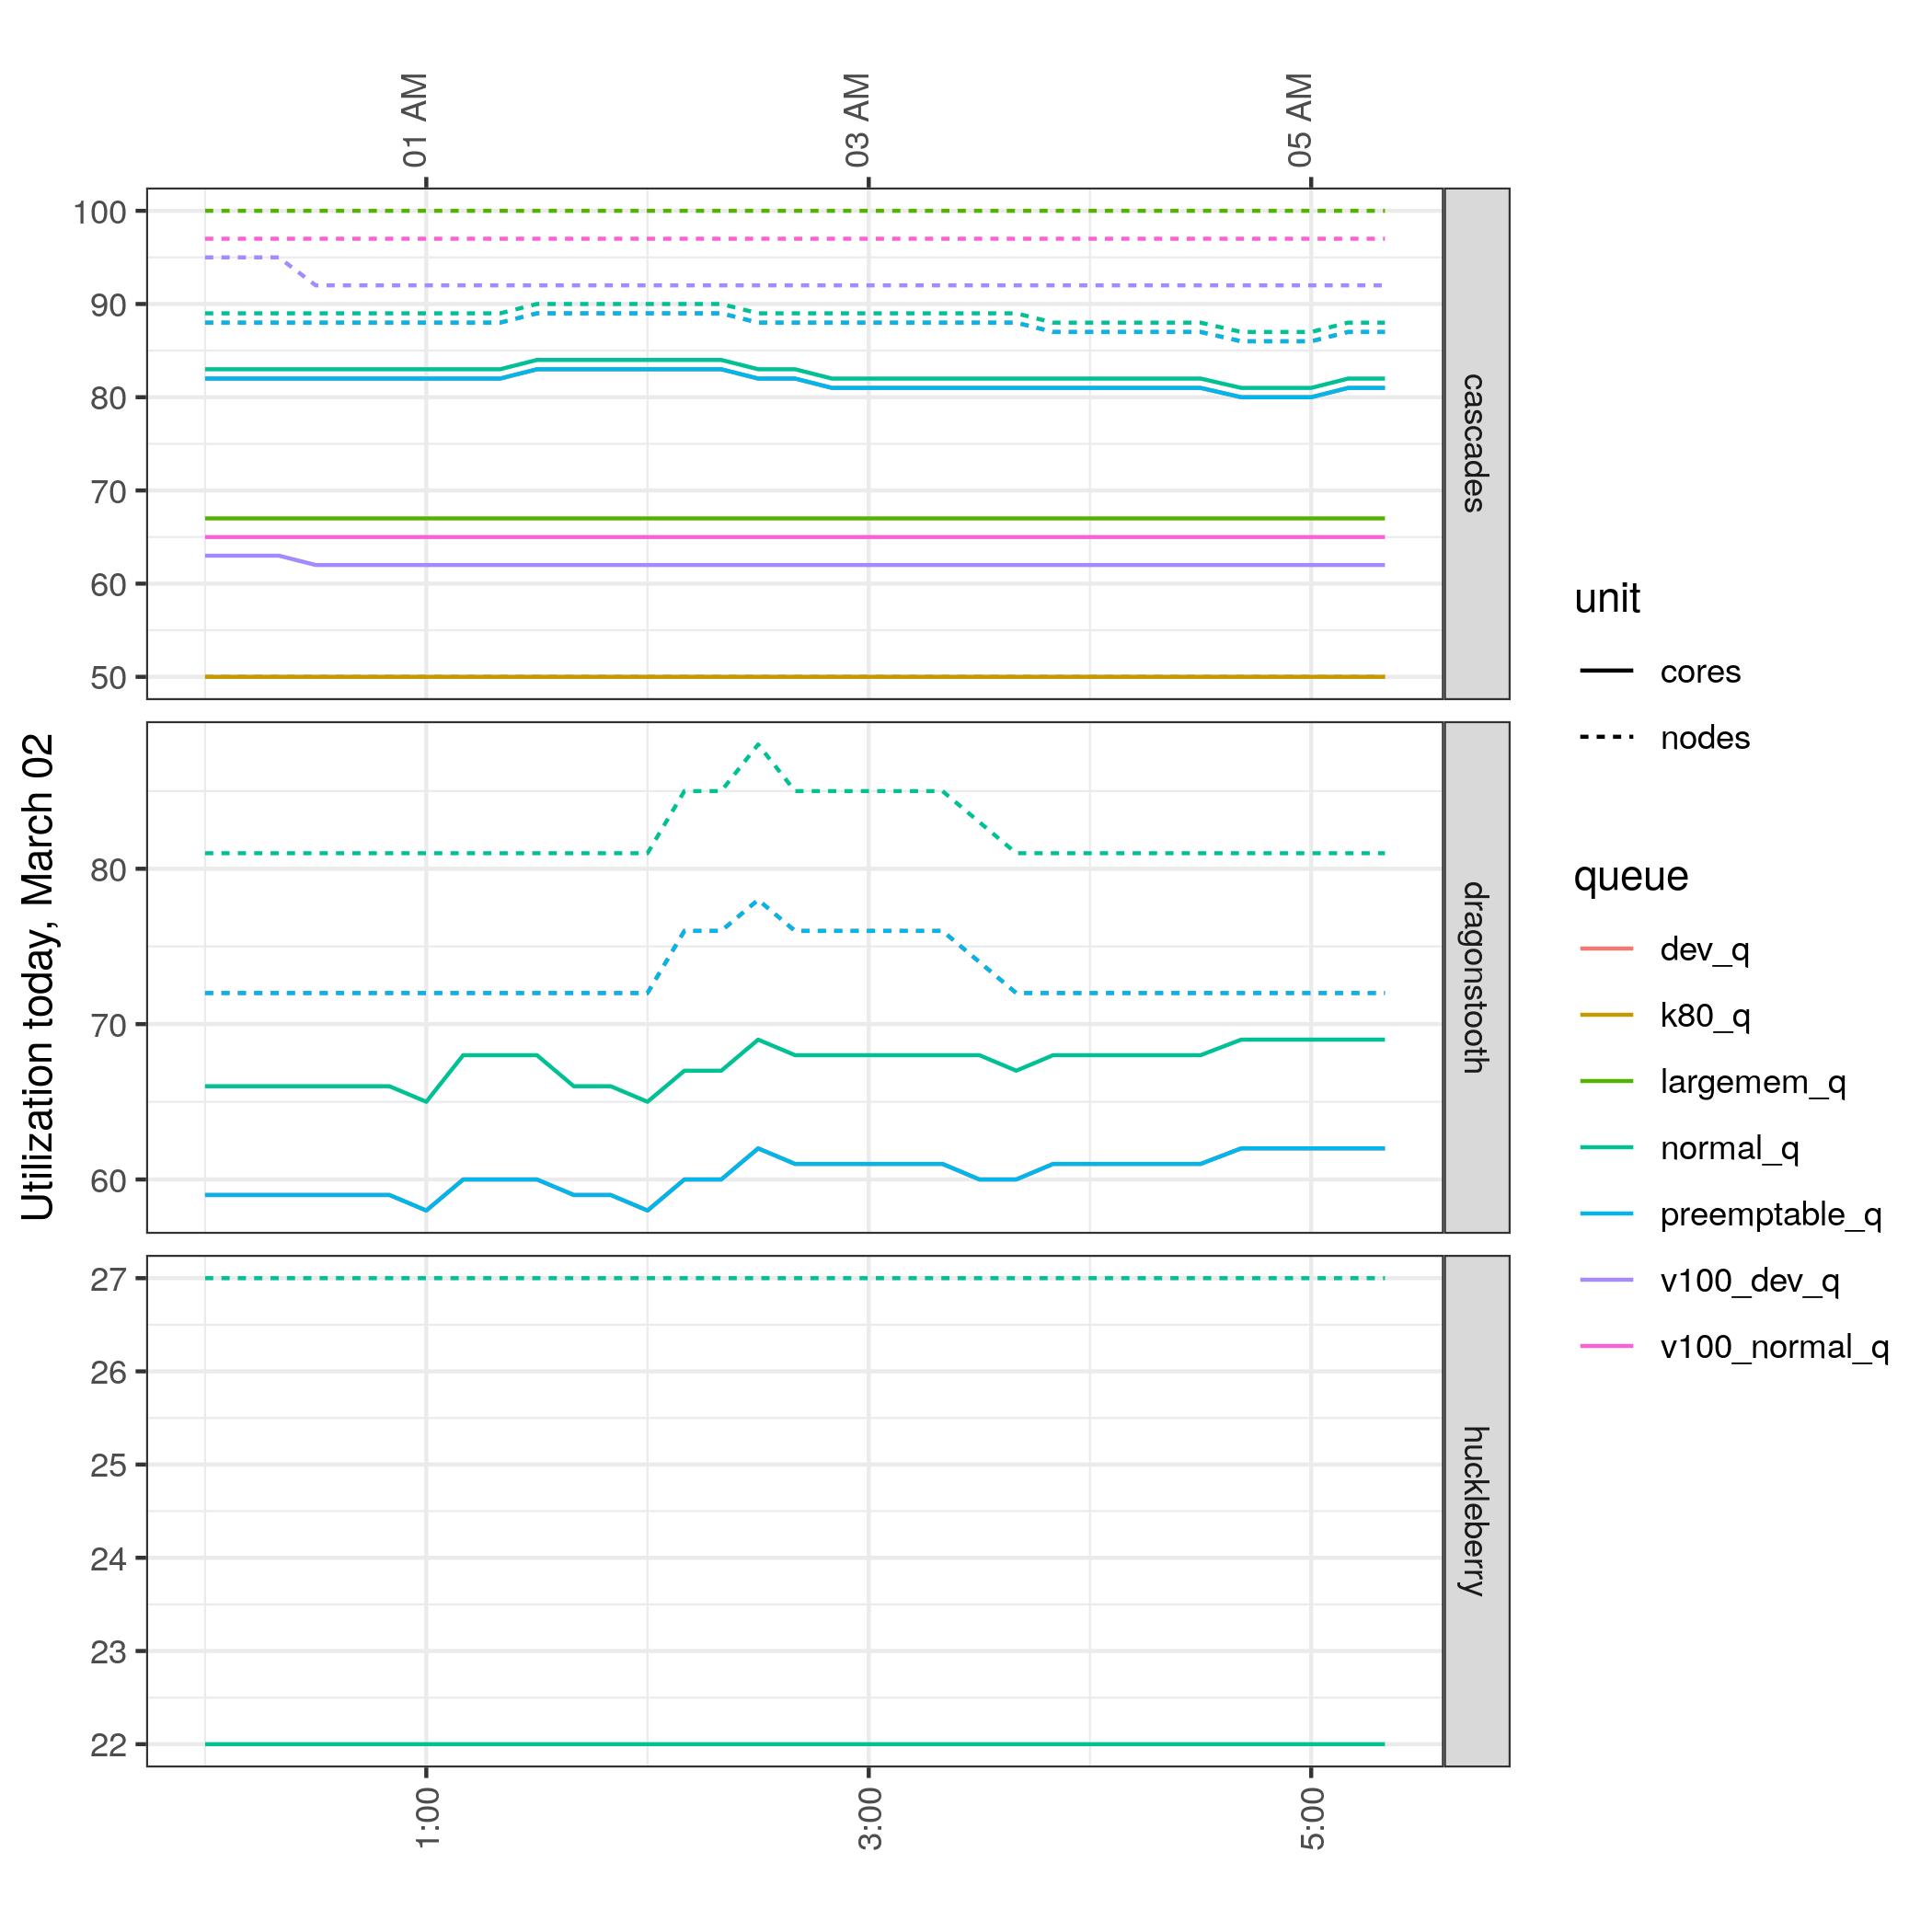 01 AM
03 AM
05 AM
100
90
80
70
60
50
cascades
80
70
60
dragonstooth
27
26
25
24
23
22
huckleberry
1:00
3:00
5:00
Utilization today, March 02
unit
cores
nodes
queue
dev_q
k80_q
largemem_q
normal_q
preemptable_q
v100_dev_q
v100_normal_q